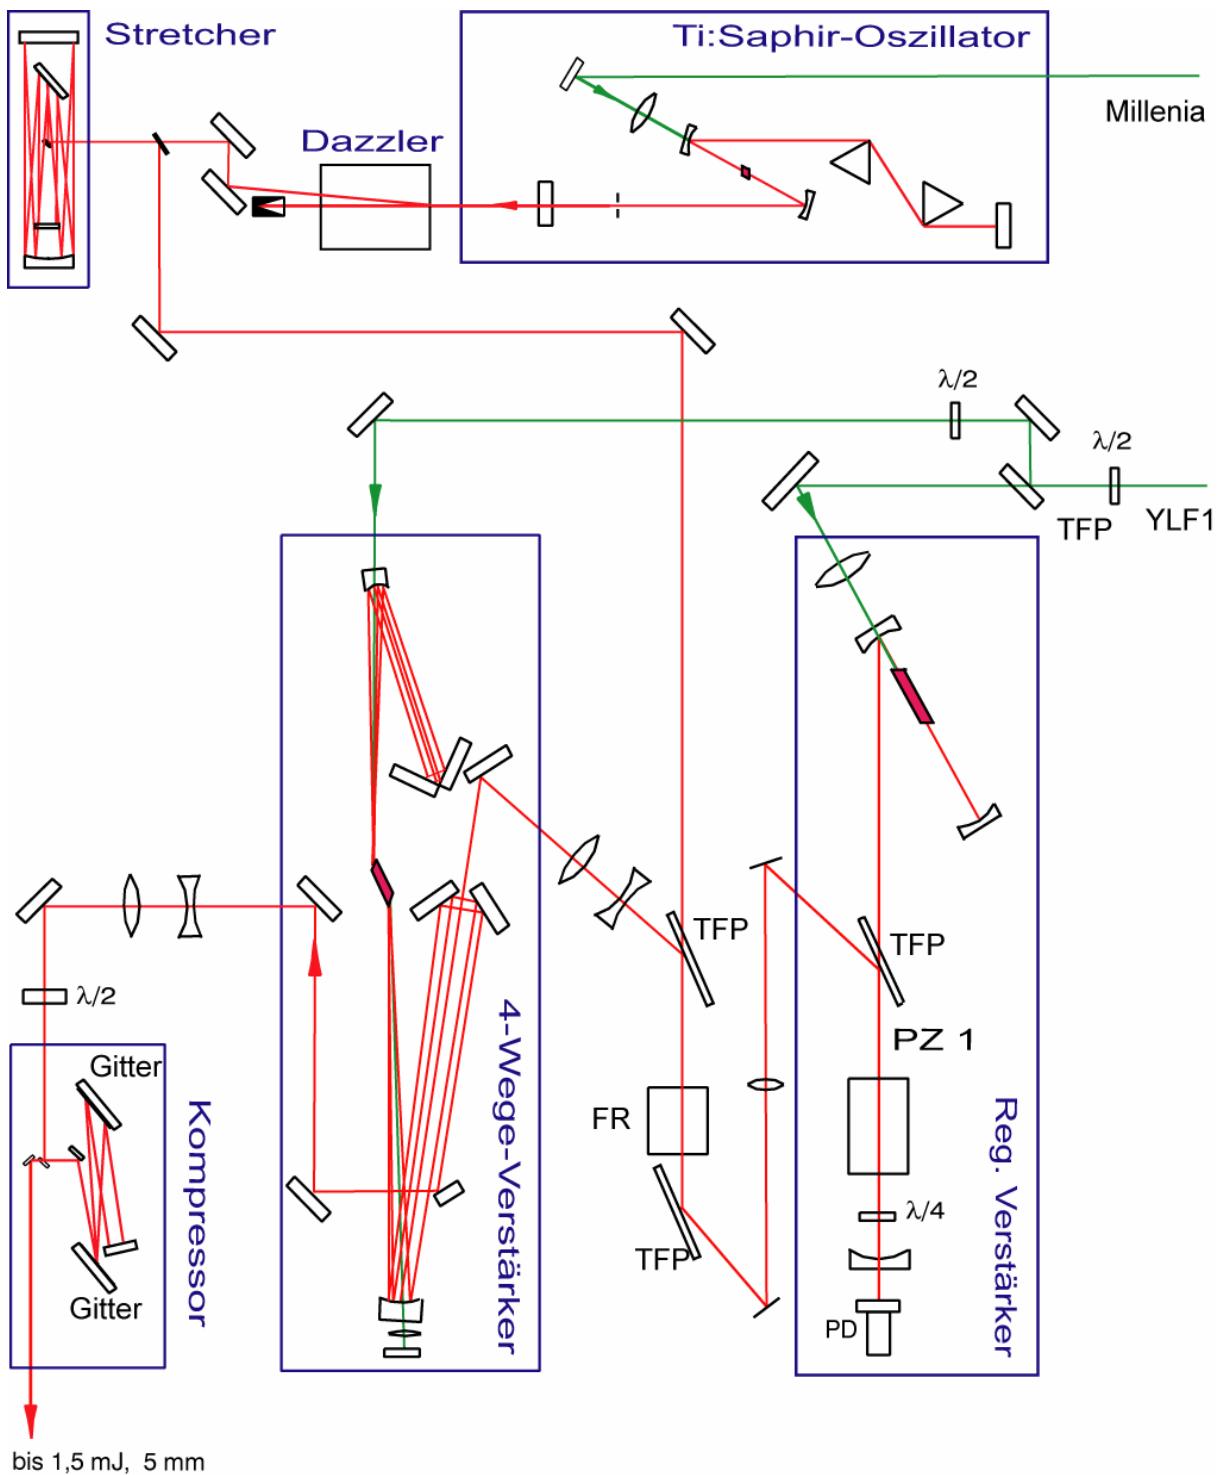 Stretcher
Ti:Saphir-Oszillator
Millenia
Dazzler
λ/2
λ/2
TFP
YLF1
TFP
TFP
λ/2
PZ 1
4-Wege-Verstärker
Gitter
Kompressor
FR
Reg. Verstärker
λ/4
TFP
Gitter
PD
bis 1,5 mJ, 5 mm